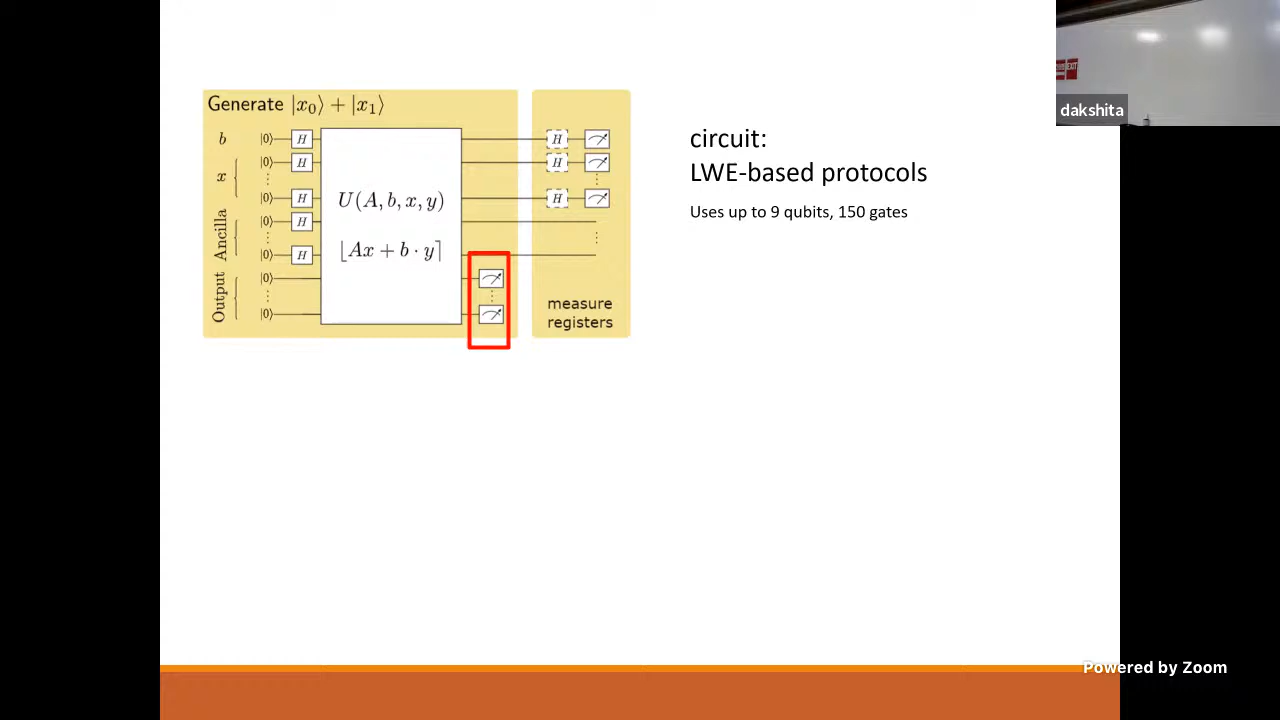 Generate |x₀⟩ + |x₁⟩
b |0⟩ H H
|0⟩ H H
x ⋮ ⋮
|0⟩ H H
Ancilla |0⟩ H
⋮ ⋮
|0⟩ H
Output |0⟩
⋮ ⋮
|0⟩
U(A, b, x, y)
⌊Ax + b · y⌉
measure
registers
circuit:
LWE-based protocols
Uses up to 9 qubits, 150 gates
EXIT
dakshita
Powered by Zoom